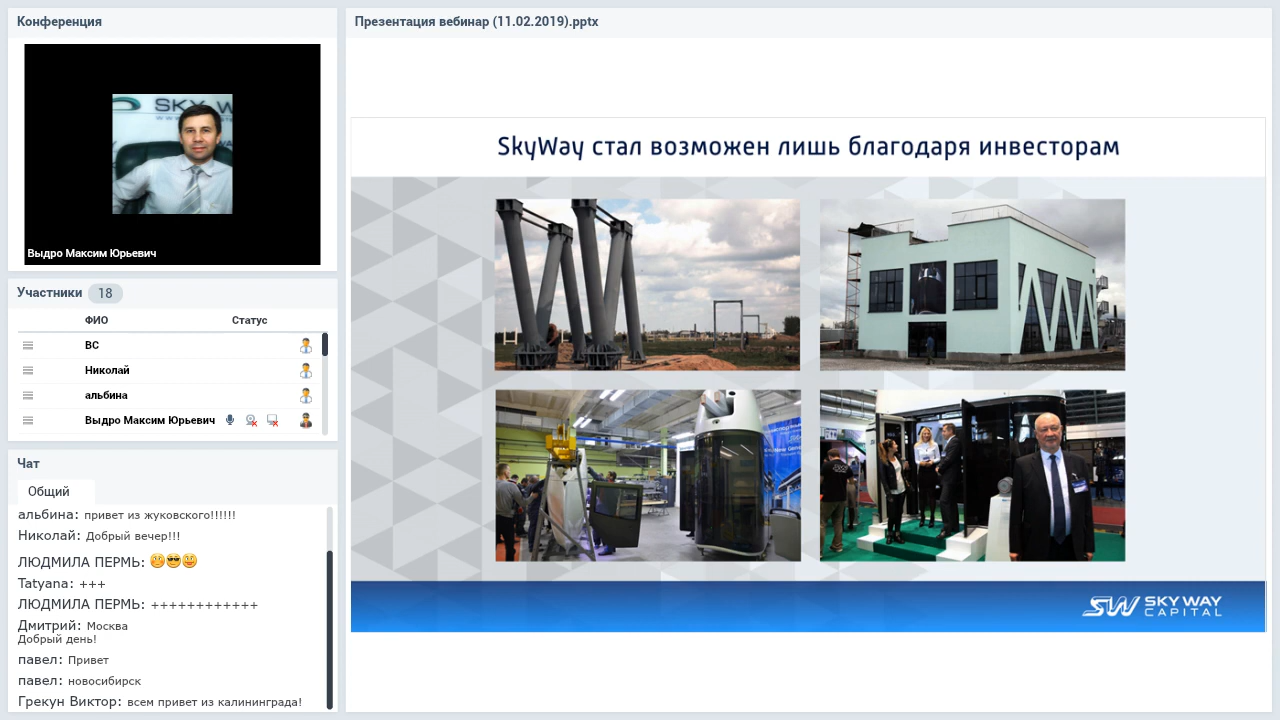 Конференция
SKY W
Выдро Максим Юрьевич
Участники 18
ФИО Статус
ВС
Николай
альбина
Выдро Максим Юрьевич
Чат
Общий
альбина: привет из жуковского!!!!!!
Николай: Добрый вечер!!!
ЛЮДМИЛА ПЕРМЬ:
Tatyana: +++
ЛЮДМИЛА ПЕРМЬ: ++++++++++++
Дмитрий: Москва
Добрый день!
павел: Привет
павел: новосибирск
Грекун Виктор: всем привет из калининграда!
Презентация вебинар (11.02.2019).pptx
SkyWay стал возможен лишь благодаря инвесторам
SW SKY WAY
CAPITAL